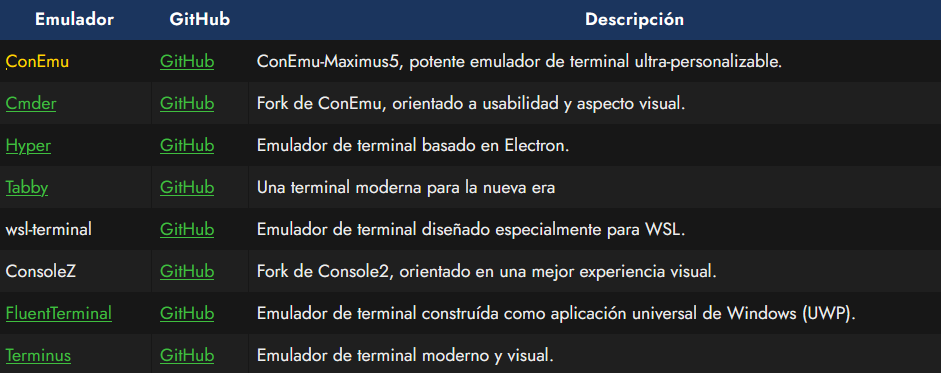 Emulador GitHub Descripción
ConEmu GitHub ConEmu-Maximus5, potente emulador de terminal ultra-personalizable.
Cmder GitHub Fork de ConEmu, orientado a usabilidad y aspecto visual.
Hyper GitHub Emulador de terminal basado en Electron.
Tabby GitHub Una terminal moderna para la nueva era
wsl-terminal GitHub Emulador de terminal diseñado especialmente para WSL.
ConsoleZ GitHub Fork de Console2, orientado en una mejor experiencia visual.
FluentTerminal GitHub Emulador de terminal construída como aplicación universal de Windows (UWP).
Terminus GitHub Emulador de terminal moderno y visual.